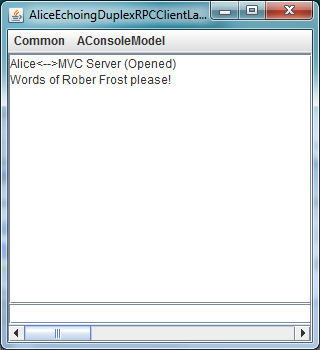 AliceEchoingDuplexRPCClientLa...
Common AConsoleModel
Alice<-->MVC Server (Opened)
Words of Rober Frost please!